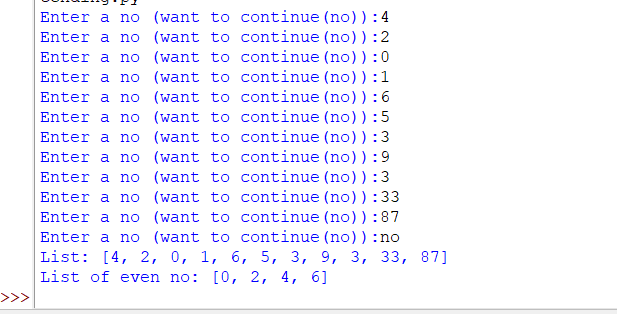 Enter a no (want to continue(no)):4
Enter a no (want to continue(no)):2
Enter a no (want to continue(no)):0
Enter a no (want to continue(no)):1
Enter a no (want to continue(no)):6
Enter a no (want to continue(no)):5
Enter a no (want to continue(no)):3
Enter a no (want to continue(no)):9
Enter a no (want to continue(no)):3
Enter a no (want to continue(no)):33
Enter a no (want to continue(no)):87
Enter a no (want to continue(no)):no
List: [4, 2, 0, 1, 6, 5, 3, 9, 3, 33, 87]
List of even no: [0, 2, 4, 6]
>>>